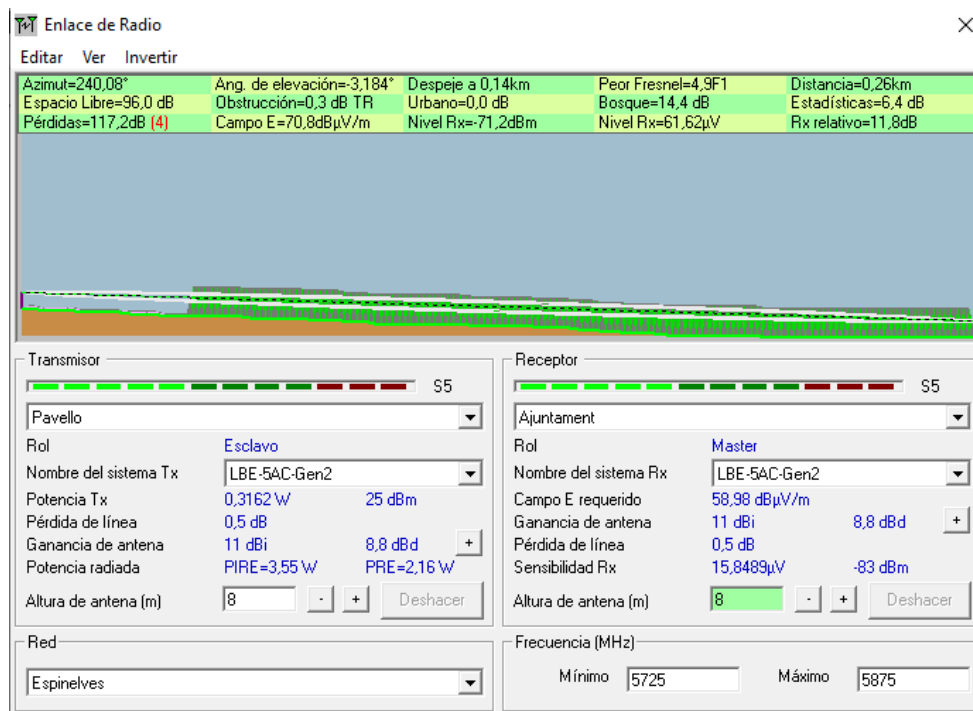 Enlace de Radio
Editar Ver Invertir
Azimut=240,08° Ang. de elevación=-3,184° Despeje a 0,14km Peor Fresnel=4,9F1 Distancia=0,26km
Espacio Libre=96,0 dB Obstrucción=0,3 dB TR Urbano=0,0 dB Bosque=14,4 dB Estadísticas=6,4 dB
Pérdidas=117,2dB (4) Campo E=70,8dBµV/m Nivel Rx=-71,2dBm Nivel Rx=61,62µV Rx relativo=11,8dB
Transmisor
S5
Pavello
Rol Esclavo
Nombre del sistema Tx LBE-5AC-Gen2
Potencia Tx 0,3162 W 25 dBm
Pérdida de línea 0,5 dB
Ganancia de antena 11 dBi 8,8 dBd +
Potencia radiada PIRE=3,55 W PRE=2,16 W
Altura de antena (m) 8 - + Deshacer
Red
Espinelves
Receptor
S5
Ajuntament
Rol Master
Nombre del sistema Rx LBE-5AC-Gen2
Campo E requerido 58,98 dBµV/m
Ganancia de antena 11 dBi 8,8 dBd +
Pérdida de línea 0,5 dB
Sensibilidad Rx 15,8489µV -83 dBm
Altura de antena (m) 8 - + Deshacer
Frecuencia (MHz)
Mínimo 5725 Máximo 5875